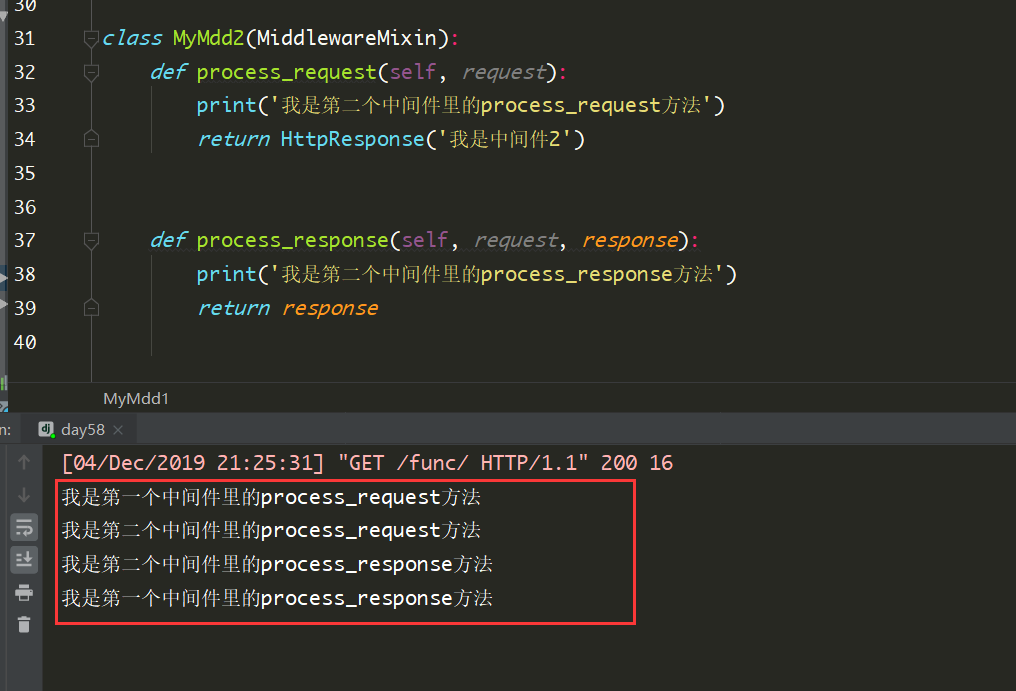 30
31 class MyMdd2(MiddlewareMixin):
32 def process_request(self, request):
33 print('我是第二个中间件里的process_request方法')
34 return HttpResponse('我是中间件2')
35
36
37 def process_response(self, request, response):
38 print('我是第二个中间件里的process_response方法')
39 return response
40
MyMdd1
n: dj day58
[04/Dec/2019 21:25:31] "GET /func/ HTTP/1.1" 200 16
我是第一个中间件里的process_request方法
我是第二个中间件里的process_request方法
我是第二个中间件里的process_response方法
我是第一个中间件里的process_response方法